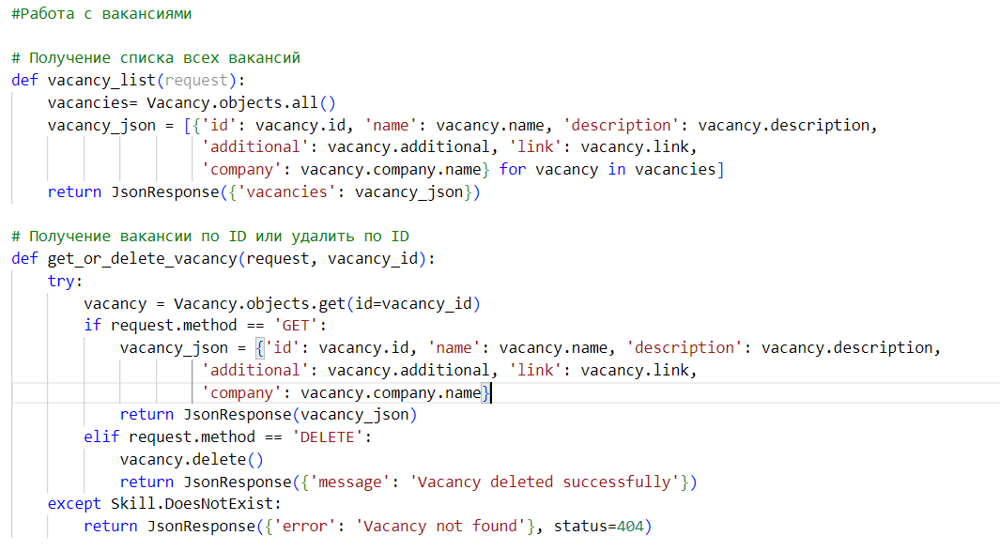 #Работа с вакансиями
# Получение списка всех вакансий
def vacancy_list(request):
    vacancies= Vacancy.objects.all()
    vacancy_json = [{'id': vacancy.id, 'name': vacancy.name, 'description': vacancy.description,
                     'additional': vacancy.additional, 'link': vacancy.link,
                     'company': vacancy.company.name} for vacancy in vacancies]
    return JsonResponse({'vacancies': vacancy_json})
# Получение вакансии по ID или удалить по ID
def get_or_delete_vacancy(request, vacancy_id):
    try:
        vacancy = Vacancy.objects.get(id=vacancy_id)
        if request.method == 'GET':
            vacancy_json = {'id': vacancy.id, 'name': vacancy.name, 'description': vacancy.description,
                     'additional': vacancy.additional, 'link': vacancy.link,
                     'company': vacancy.company.name}
            return JsonResponse(vacancy_json)
        elif request.method == 'DELETE':
            vacancy.delete()
            return JsonResponse({'message': 'Vacancy deleted successfully'})
    except Skill.DoesNotExist:
        return JsonResponse({'error': 'Vacancy not found'}, status=404)